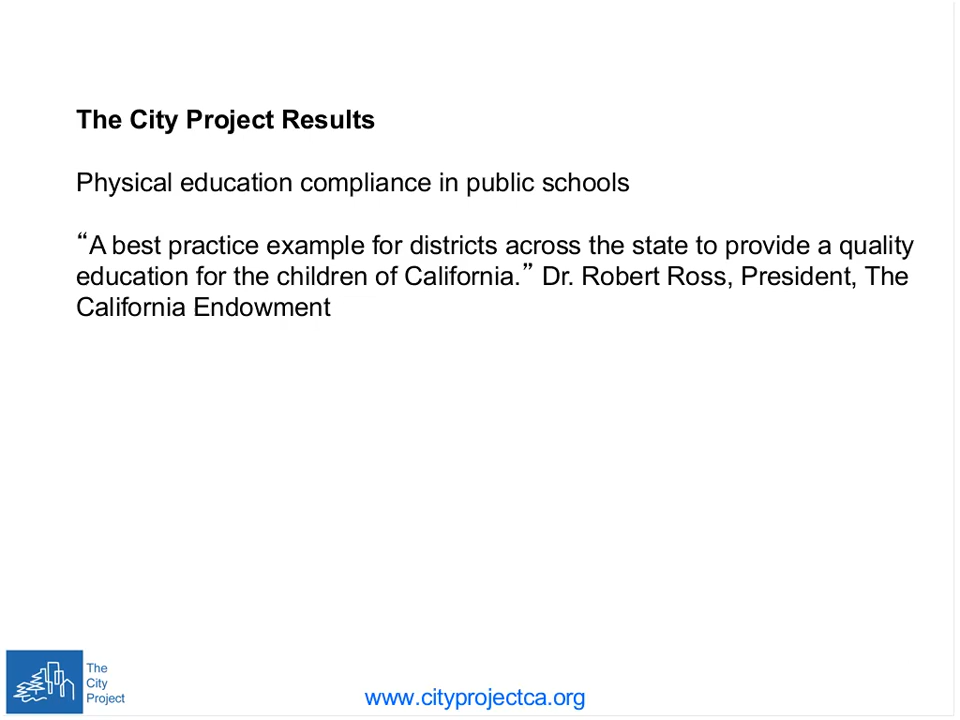 The City Project Results
Physical education compliance in public schools
“A best practice example for districts across the state to provide a quality
education for the children of California.” Dr. Robert Ross, President, The
California Endowment
The
City
Project
www.cityprojectca.org